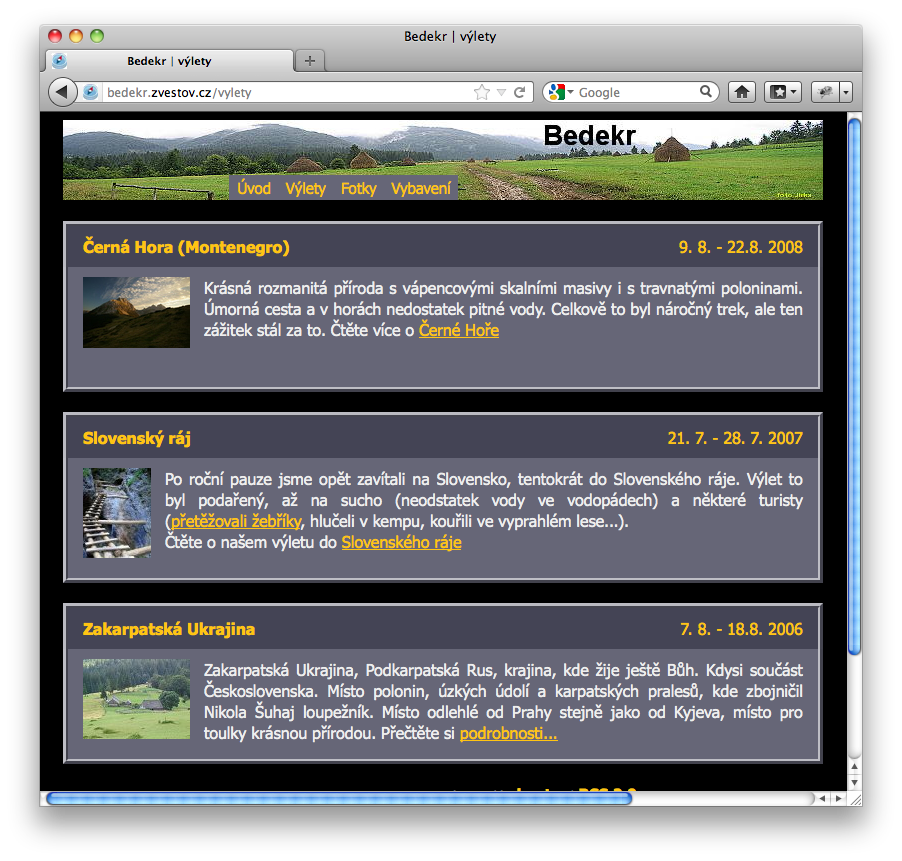 Bedekr | výlety
Bedekr | výlety
bedekr.zvestov.cz/vylety
Google
Bedekr
Úvod Výlety Fotky Vybavení
Černá Hora (Montenegro) 9. 8. - 22.8. 2008
Krásná rozmanitá příroda s vápencovými skalními masivy i s travnatými poloninami.
Úmorná cesta a v horách nedostatek pitné vody. Celkově to byl náročný trek, ale ten
zážitek stál za to. Čtěte více o Černé Hoře
Slovenský ráj 21. 7. - 28. 7. 2007
Po roční pauze jsme opět zavítali na Slovensko, tentokrát do Slovenského ráje. Výlet to
byl podařený, až na sucho (neodstatek vody ve vodopádech) a některé turisty
(přetěžovali žebříky, hlučeli v kempu, kouřili ve vyprahlém lese...).
Čtěte o našem výletu do Slovenského ráje
Zakarpatská Ukrajina 7. 8. - 18.8. 2006
Zakarpatská Ukrajina, Podkarpatská Rus, krajina, kde žije ještě Bůh. Kdysi součást
Československa. Místo polonin, úzkých údolí a karpatských pralesů, kde zbojničil
Nikola Šuhaj loupežník. Místo odlehlé od Prahy stejně jako od Kyjeva, místo pro
toulky krásnou přírodou. Přečtěte si podrobnosti...